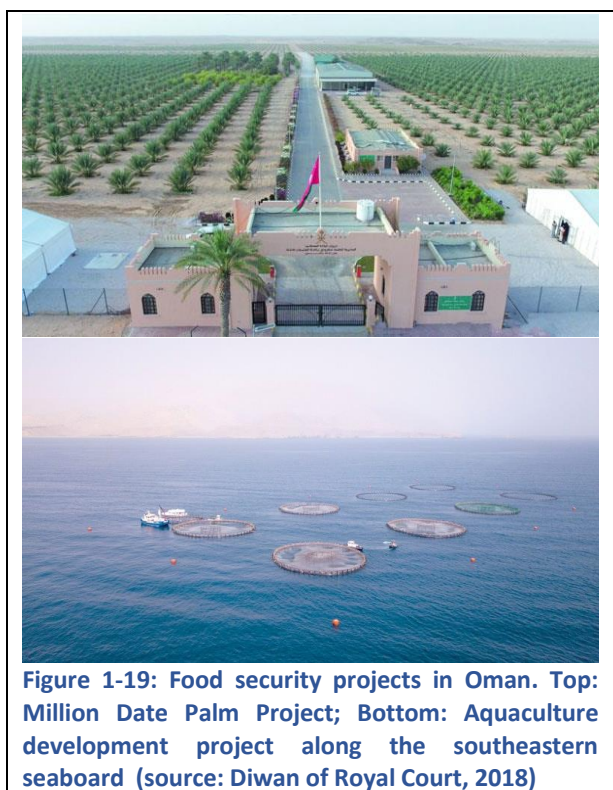 Figure 1-19: Food security projects in Oman. Top:
Million Date Palm Project; Bottom: Aquaculture
development project along the southeastern
seaboard (source: Diwan of Royal Court, 2018)